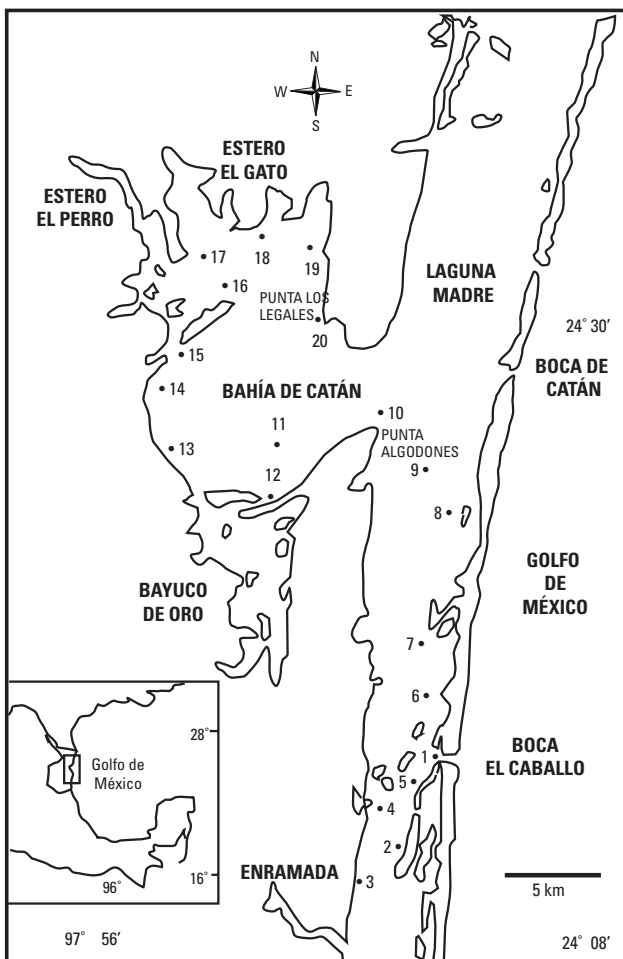 N
W E
S
ESTERO
EL GATO
ESTERO
EL PERRO
17
18
19
16
LAGUNA
MADRE
PUNTA LOS
LEGALES
20
24° 30′
15
BOCA DE
CATÁN
14
BAHÍA DE CATÁN
10
11
PUNTA
ALGODONES
13
9
12
8
GOLFO
DE
MÉXICO
BAYUCO
DE ORO
7
6
28°
BOCA
EL CABALLO
1
Golfo de
México
5
4
2
ENRAMADA
3
16°
96°
5 km
97° 56′
24° 08′